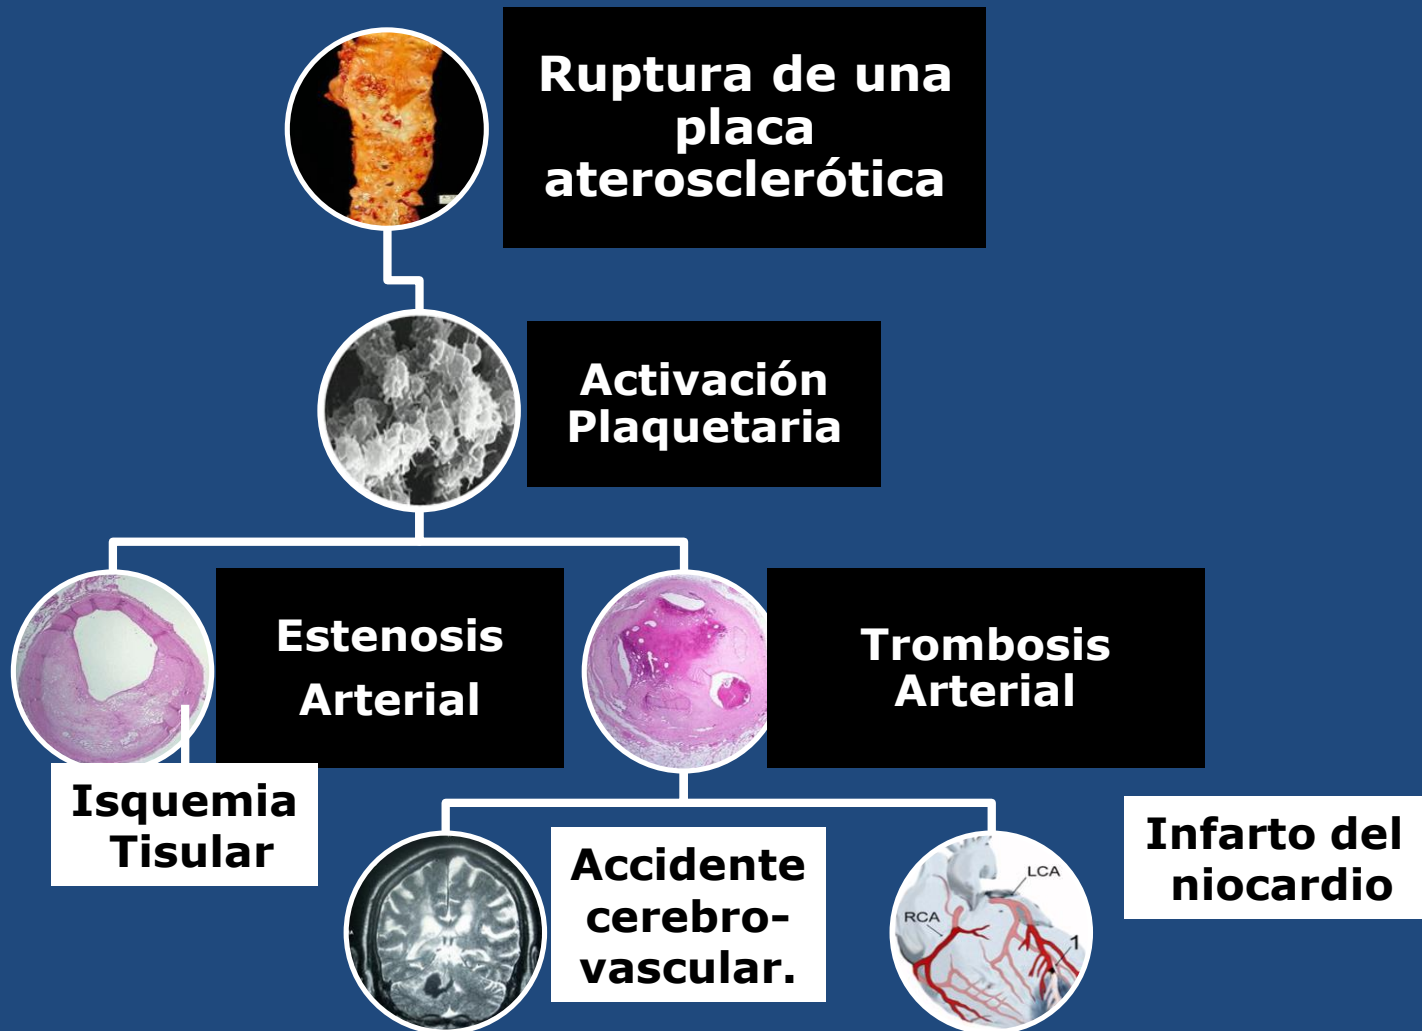 Ruptura de una
placa
aterosclerótica
Activación
Plaquetaria
Estenosis
Arterial
Trombosis
Arterial
Isquemia
Tisular
Accidente
cerebro-
vascular.
Infarto del
niocardio
LCA
RCA
1